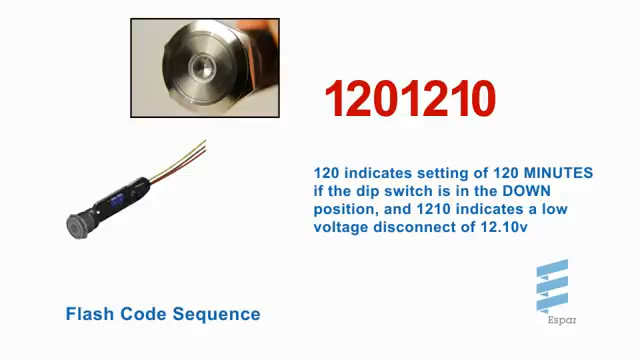 1201210
120 indicates setting of 120 MINUTES
if the dip switch is in the DOWN
position, and 1210 indicates a low
voltage disconnect of 12.10v
Espar
Flash Code Sequence